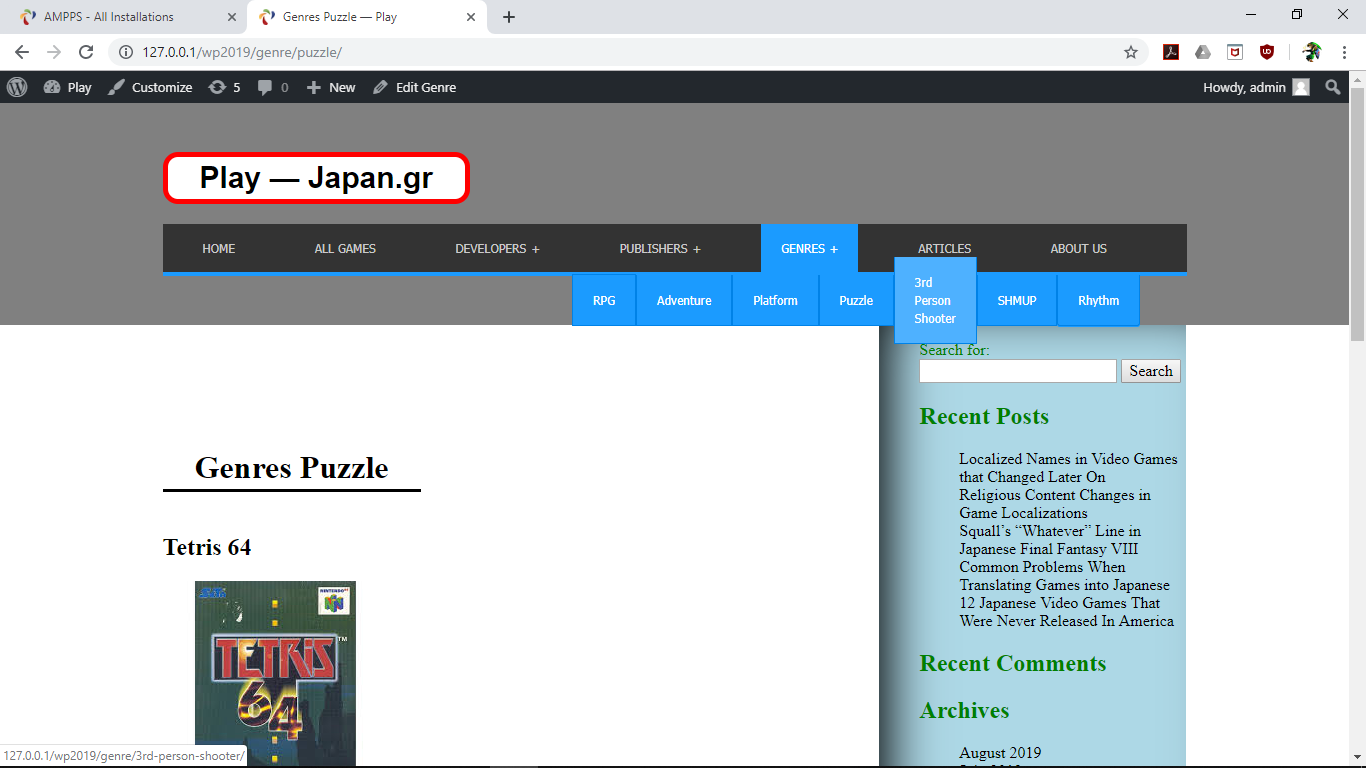 AMPPS - All Installations
Genres Puzzle — Play
127.0.0.1/wp2019/genre/puzzle/
Play
Customize
5
0
New
Edit Genre
Howdy, admin
Play — Japan.gr
HOME
ALL GAMES
DEVELOPERS +
PUBLISHERS +
GENRES +
ARTICLES
ABOUT US
RPG
Adventure
Platform
Puzzle
3rd
Person
Shooter
SHMUP
Rhythm
Search for:
Search
Recent Posts
Localized Names in Video Games
that Changed Later On
Religious Content Changes in
Game Localizations
Squall’s “Whatever” Line in
Japanese Final Fantasy VIII
Common Problems When
Translating Games into Japanese
12 Japanese Video Games That
Were Never Released In America
Recent Comments
Archives
August 2019
Genres Puzzle
Tetris 64
NINTENDO64
TETRIS
™
64
127.0.0.1/wp2019/genre/3rd-person-shooter/